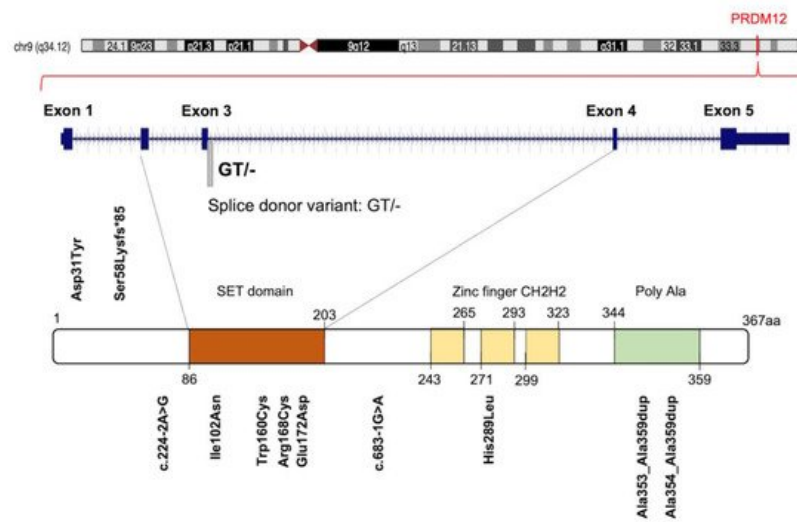 PRDM12
chr9 (q34.12) 24.1 9p23 p21.3 p21.1 9q12 q13 21.13 q31.1 32 33.1 33.3
Exon 1 Exon 3 Exon 4 Exon 5
GT/-
Splice donor variant: GT/-
Asp31Tyr
Ser58Lysfs*85
SET domain Zinc finger CH2H2 Poly Ala
1 203 265 293 323 344 367aa
86 243 271 299 359
c.224-2A>G
Ile102Asn
Trp160Cys
Arg168Cys
Glu172Asp
c.683-1G>A
His289Leu
Ala353_Ala359dup
Ala354_Ala359dup